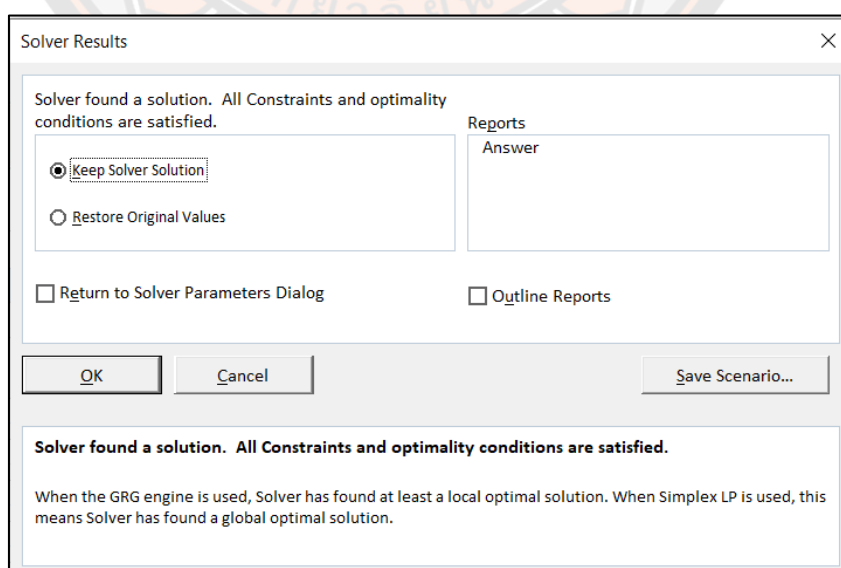 Solver Results
Solver found a solution. All Constraints and optimality
conditions are satisfied.
Reports
Answer
Keep Solver Solution
Restore Original Values
Return to Solver Parameters Dialog
Outline Reports
OK
Cancel
Save Scenario...
Solver found a solution. All Constraints and optimality conditions are satisfied.
When the GRG engine is used, Solver has found at least a local optimal solution. When Simplex LP is used, this
means Solver has found a global optimal solution.